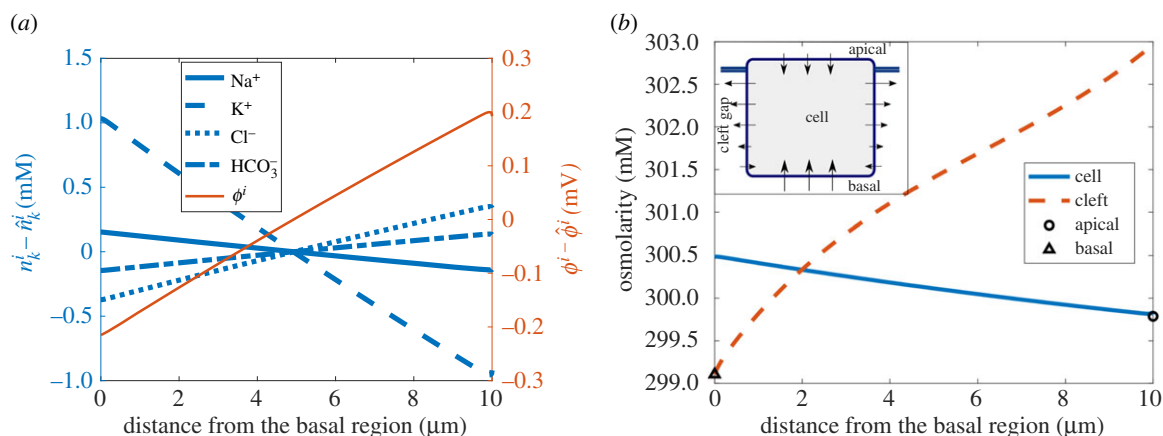 (a)
1.5
1.0
0.5
0
–0.5
–1.0
n_k^i – n̂_k^i (mM)
Na⁺
K⁺
Cl⁻
HCO₃⁻
ϕ^i
0.3
0.2
0.1
0
–0.1
–0.2
–0.3
ϕ^i – ϕ̂^i (mV)
0 2 4 6 8 10
distance from the basal region (μm)
(b)
303.0
302.5
302.0
301.5
301.0
300.5
300.0
299.5
299.0
osmolarity (mM)
apical
cleft gap
cell
basal
cell
cleft
apical
basal
0 2 4 6 8 10
distance from the basal region (μm)